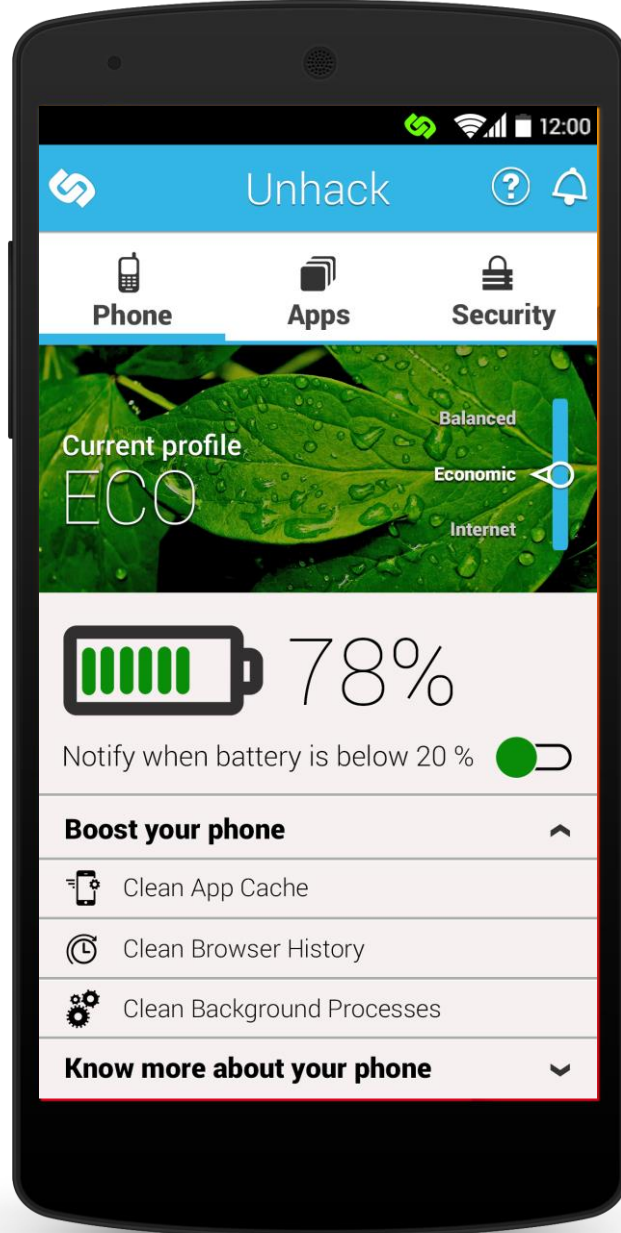 12:00
Unhack
?
Phone
Apps
Security
Current profile
ECO
Balanced
Economic
Internet
78%
Notify when battery is below 20 %
Boost your phone
Clean App Cache
Clean Browser History
Clean Background Processes
Know more about your phone